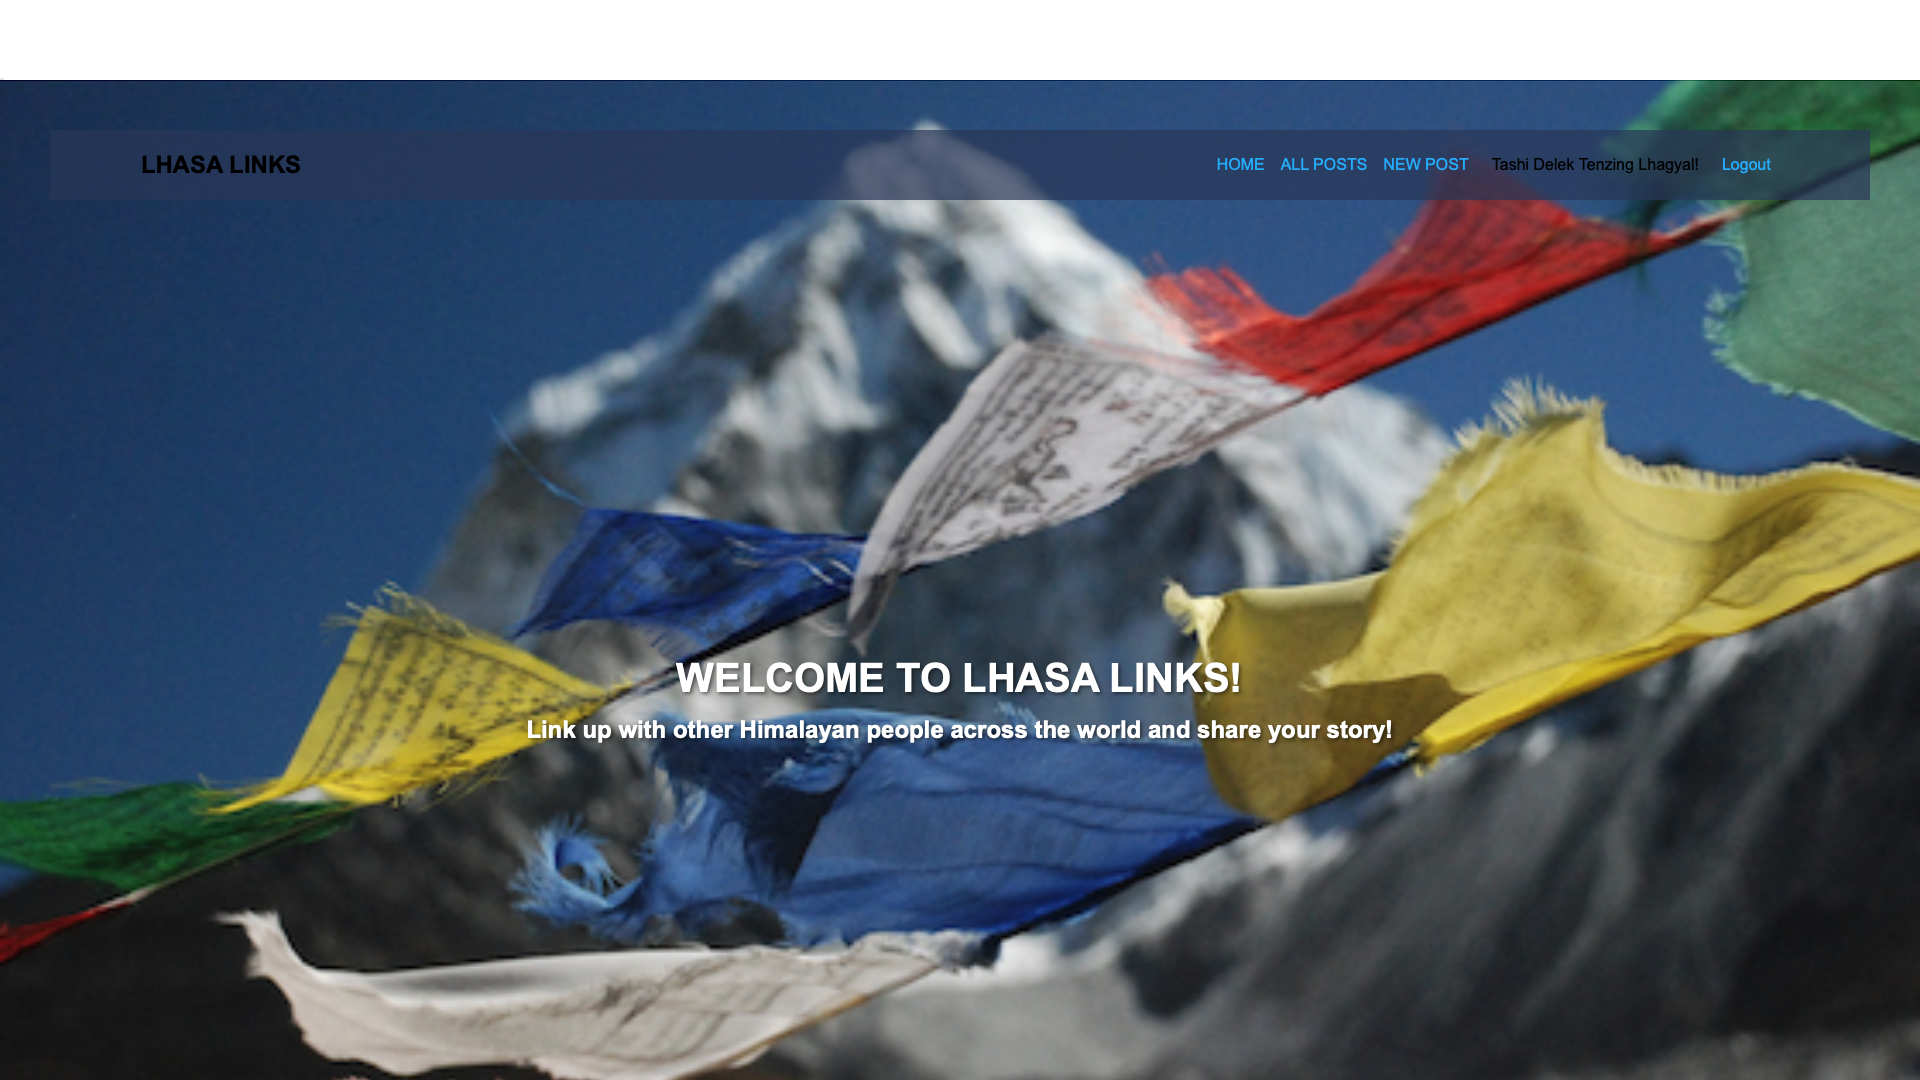 LHASA LINKS
HOME ALL POSTS NEW POST Tashi Delek Tenzing Lhagyal! Logout
WELCOME TO LHASA LINKS!
Link up with other Himalayan people across the world and share your story!